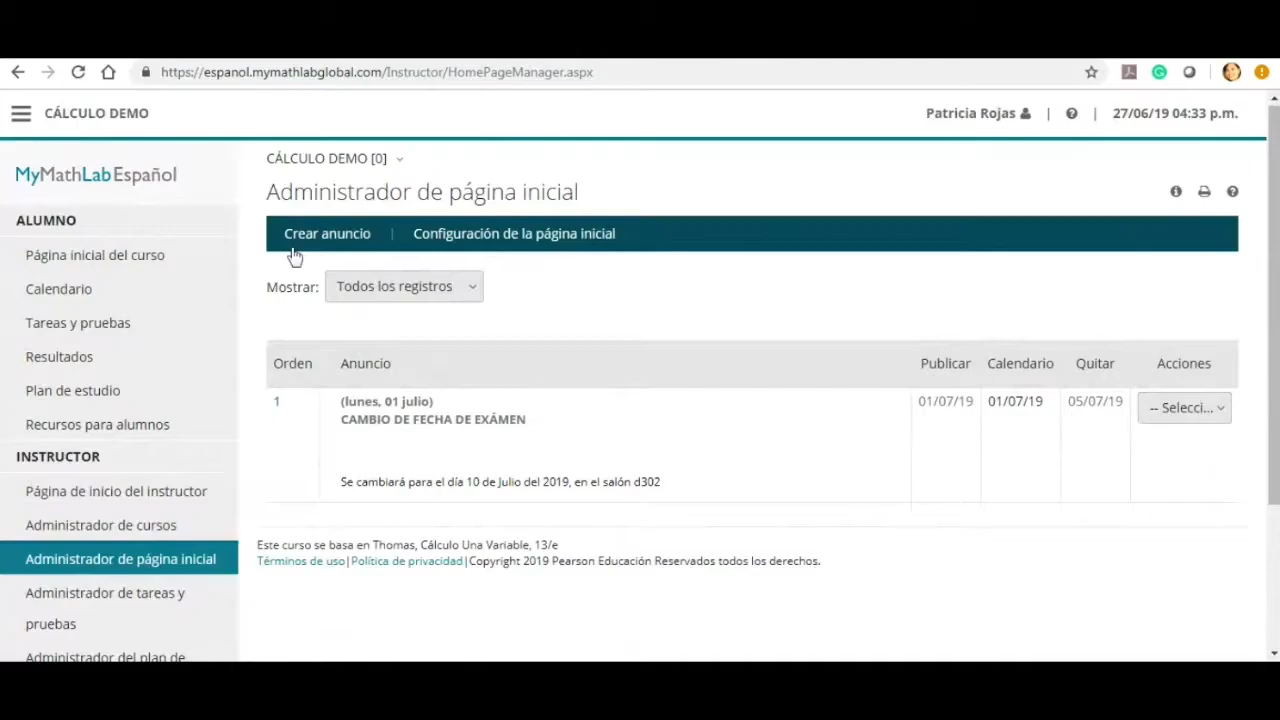 https://espanol.mymathlabglobal.com/Instructor/HomePageManager.aspx
CÁLCULO DEMO
Patricia Rojas | | 27/06/19 04:33 p.m.
MyMathLab Español
ALUMNO
Página inicial del curso
Calendario
Tareas y pruebas
Resultados
Plan de estudio
Recursos para alumnos
INSTRUCTOR
Página de inicio del instructor
Administrador de cursos
Administrador de página inicial
Administrador de tareas y
pruebas
Administrador del plan de
CÁLCULO DEMO [0]
Administrador de página inicial
Crear anuncio | Configuración de la página inicial
Mostrar: Todos los registros
Orden Anuncio Publicar Calendario Quitar Acciones
1 (lunes, 01 julio) 01/07/19 01/07/19 05/07/19 -- Selecci...
CAMBIO DE FECHA DE EXÁMEN
Se cambiará para el día 10 de Julio del 2019, en el salón d302
Este curso se basa en Thomas, Cálculo Una Variable, 13/e
Términos de uso|Política de privacidad|Copyright 2019 Pearson Educación Reservados todos los derechos.